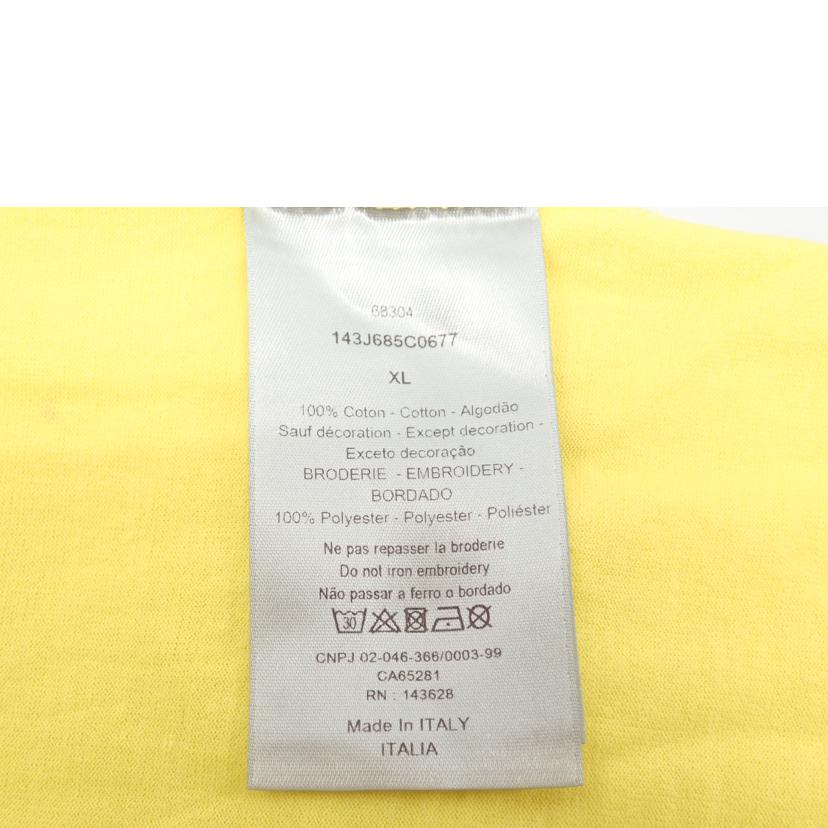 68304
143J685C0677
XL
100% Coton - Cotton - Algodão
Sauf décoration - Except decoration -
Exceto decoração
BRODERIE - EMBROIDERY -
BORDADO
100% Polyester - Polyester - Poliéster
Ne pas repasser la broderie
Do not iron embroidery
Não passar a ferro o bordado
30
CNPJ 02-046-366/0003-99
CA65281
RN : 143628
Made In ITALY
ITALIA